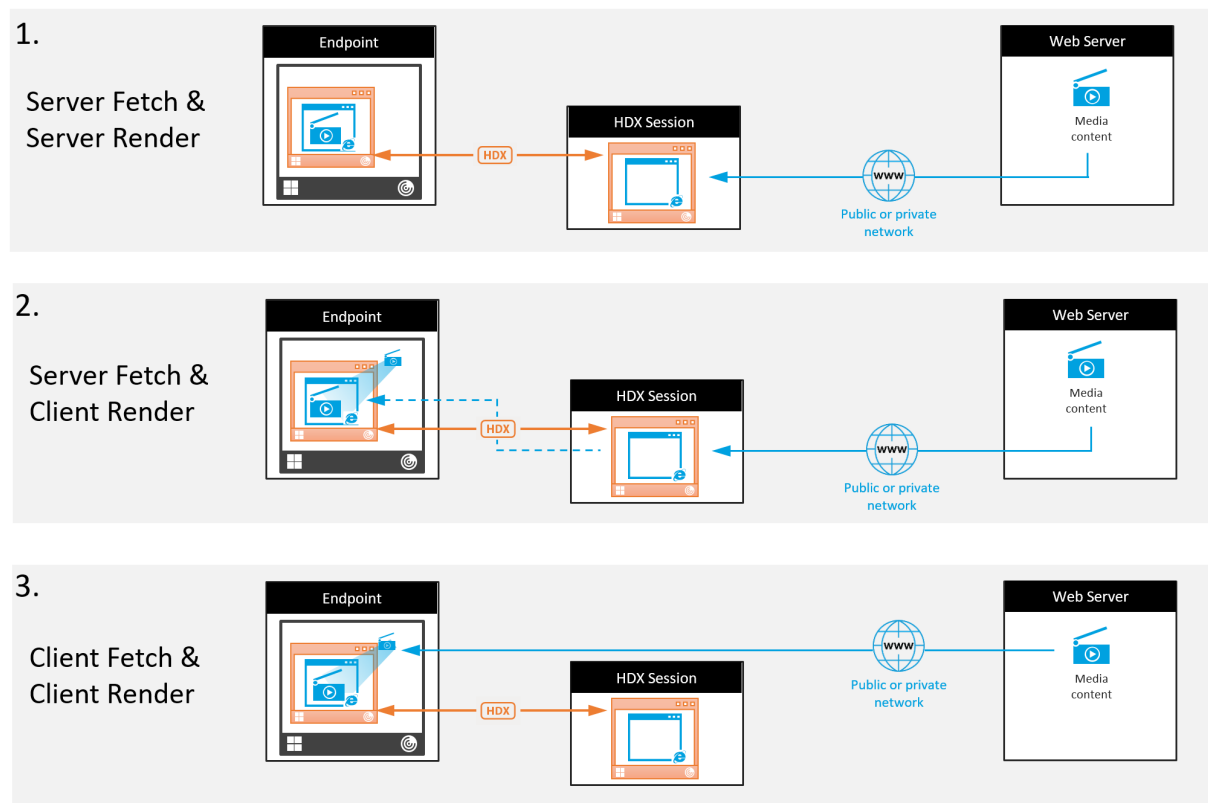 1.
Server Fetch &
Server Render
Endpoint
HDX
HDX Session
www
Public or private
network
Web Server
Media
content
2.
Server Fetch &
Client Render
Endpoint
HDX
HDX Session
www
Public or private
network
Web Server
Media
content
3.
Client Fetch &
Client Render
Endpoint
HDX
HDX Session
www
Public or private
network
Web Server
Media
content